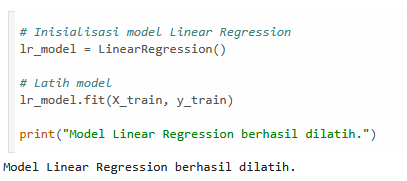 # Inisialisasi model Linear Regression
lr_model = LinearRegression()
# Latih model
lr_model.fit(X_train, y_train)
print("Model Linear Regression berhasil dilatih.")
Model Linear Regression berhasil dilatih.